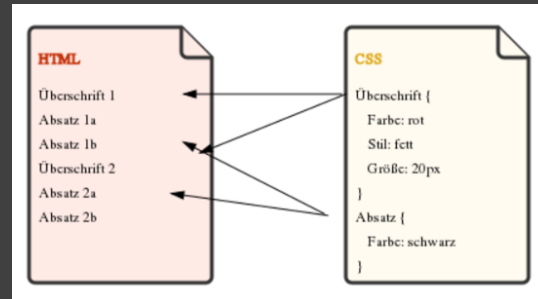 HTML
Überschrift 1
Absatz 1a
Absatz 1b
Überschrift 2
Absatz 2a
Absatz 2b
CSS
Überschrift {
Farbe: rot
Stil: fett
Größe: 20px
}
Absatz {
Farbe: schwarz
}